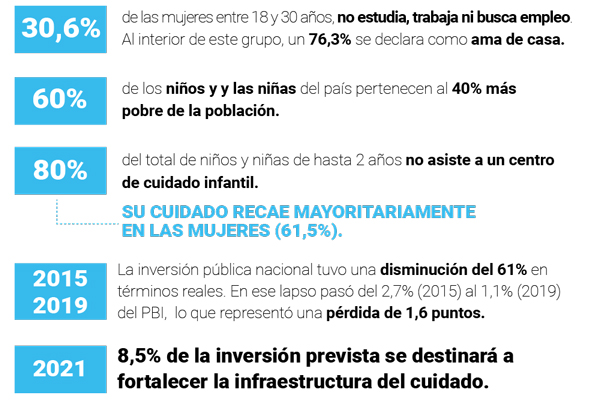 30,6%
de las mujeres entre 18 y 30 años, no estudia, trabaja ni busca empleo.
Al interior de este grupo, un 76,3% se declara como ama de casa.
60%
de los niños y y las niñas del país pertenecen al 40% más
pobre de la población.
80%
del total de niños y niñas de hasta 2 años no asiste a un centro
de cuidado infantil.
SU CUIDADO RECAE MAYORITARIAMENTE
EN LAS MUJERES (61,5%).
2015
2019
La inversión pública nacional tuvo una disminución del 61% en
términos reales. En ese lapso pasó del 2,7% (2015) al 1,1% (2019)
del PBI, lo que representó una pérdida de 1,6 puntos.
2021
8,5% de la inversión prevista se destinará a
fortalecer la infraestructura del cuidado.